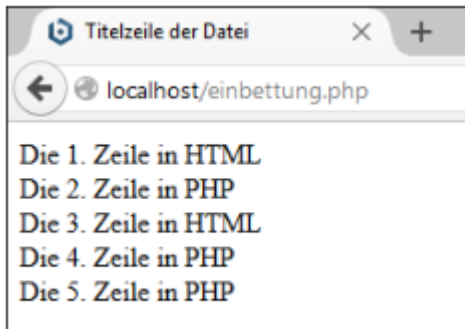 Titelzeile der Datei
localhost/einbettung.php
Die 1. Zeile in HTML
Die 2. Zeile in PHP
Die 3. Zeile in HTML
Die 4. Zeile in PHP
Die 5. Zeile in PHP